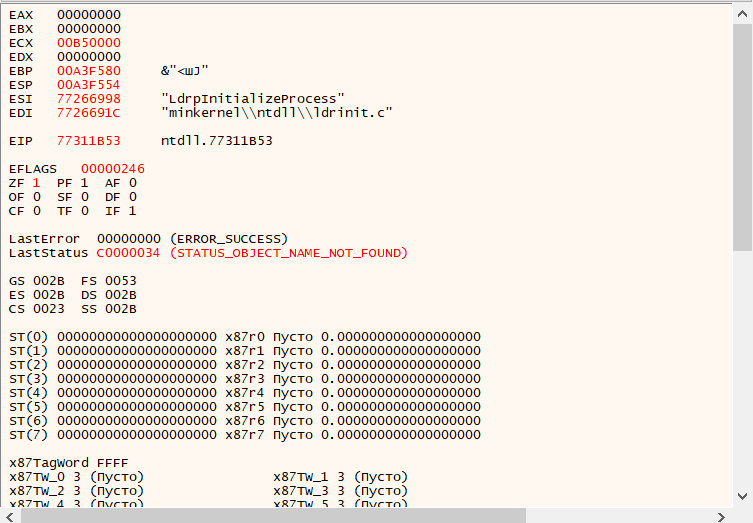 EAX 00000000
EBX 00000000
ECX 00B50000
EDX 00000000
EBP 00A3F580 &"<шJ"
ESP 00A3F554
ESI 77266998 "LdrpInitializeProcess"
EDI 7726691C "minkernel\\ntdll\\ldrinit.c"
EIP 77311B53 ntdll.77311B53
EFLAGS 00000246
ZF 1 PF 1 AF 0
OF 0 SF 0 DF 0
CF 0 TF 0 IF 1
LastError 00000000 (ERROR_SUCCESS)
LastStatus C0000034 (STATUS_OBJECT_NAME_NOT_FOUND)
GS 002B FS 0053
ES 002B DS 002B
CS 0023 SS 002B
ST(0) 00000000000000000000 x87r0 Пусто 0.000000000000000000
ST(1) 00000000000000000000 x87r1 Пусто 0.000000000000000000
ST(2) 00000000000000000000 x87r2 Пусто 0.000000000000000000
ST(3) 00000000000000000000 x87r3 Пусто 0.000000000000000000
ST(4) 00000000000000000000 x87r4 Пусто 0.000000000000000000
ST(5) 00000000000000000000 x87r5 Пусто 0.000000000000000000
ST(6) 00000000000000000000 x87r6 Пусто 0.000000000000000000
ST(7) 00000000000000000000 x87r7 Пусто 0.000000000000000000
x87TagWord FFFF
x87TW_0 3 (Пусто) x87TW_1 3 (Пусто)
x87TW_2 3 (Пусто) x87TW_3 3 (Пусто)
x87TW_4 3 (Пусто) x87TW_5 3 (Пусто)